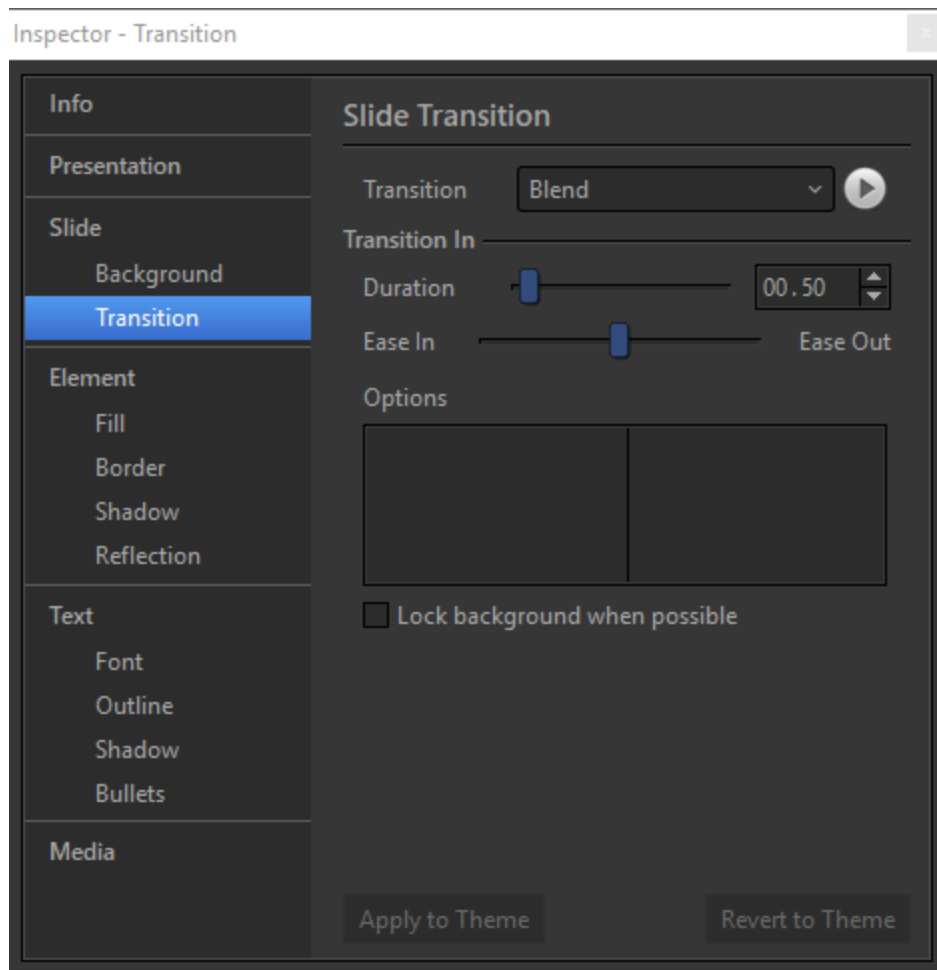 Inspector - Transition
x
Info
Presentation
Slide
Background
Transition
Element
Fill
Border
Shadow
Reflection
Text
Font
Outline
Shadow
Bullets
Media
Slide Transition
Transition Blend
Transition In
Duration 00.50
Ease In Ease Out
Options
Lock background when possible
Apply to Theme Revert to Theme